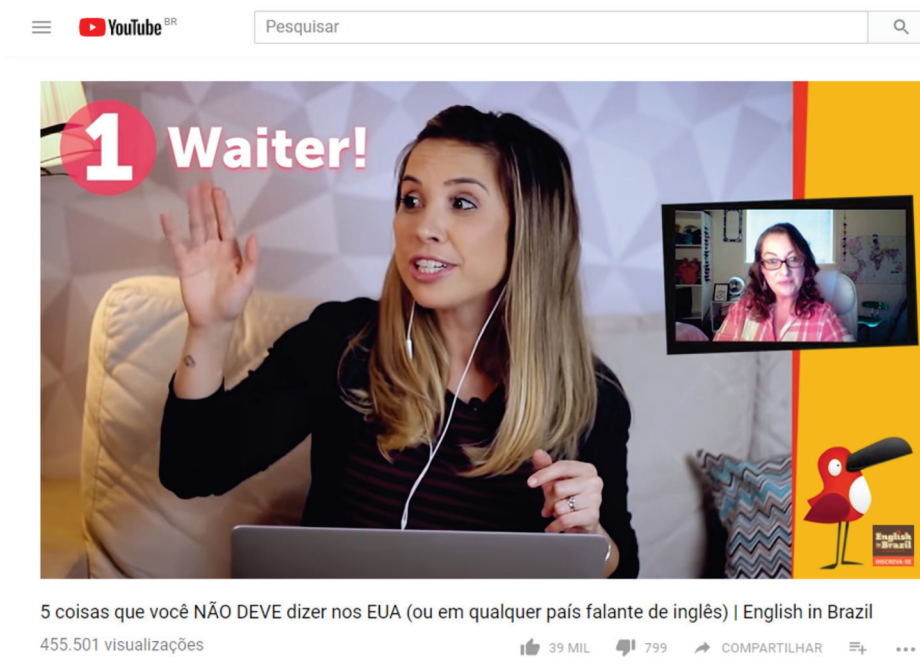 YouTube BR
Pesquisar
1 Waiter!
English
in Brazil
INSCREVA-SE
5 coisas que você NÃO DEVE dizer nos EUA (ou em qualquer país falante de inglês) | English in Brazil
455.501 visualizações
39 MIL 799 COMPARTILHAR